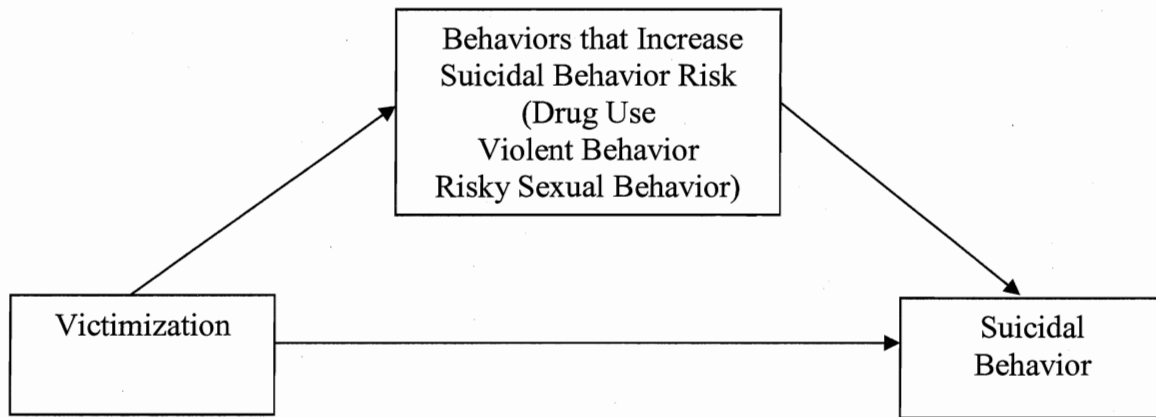 Behaviors that Increase
Suicidal Behavior Risk
(Drug Use
Violent Behavior
Risky Sexual Behavior)
Victimization
Suicidal
Behavior